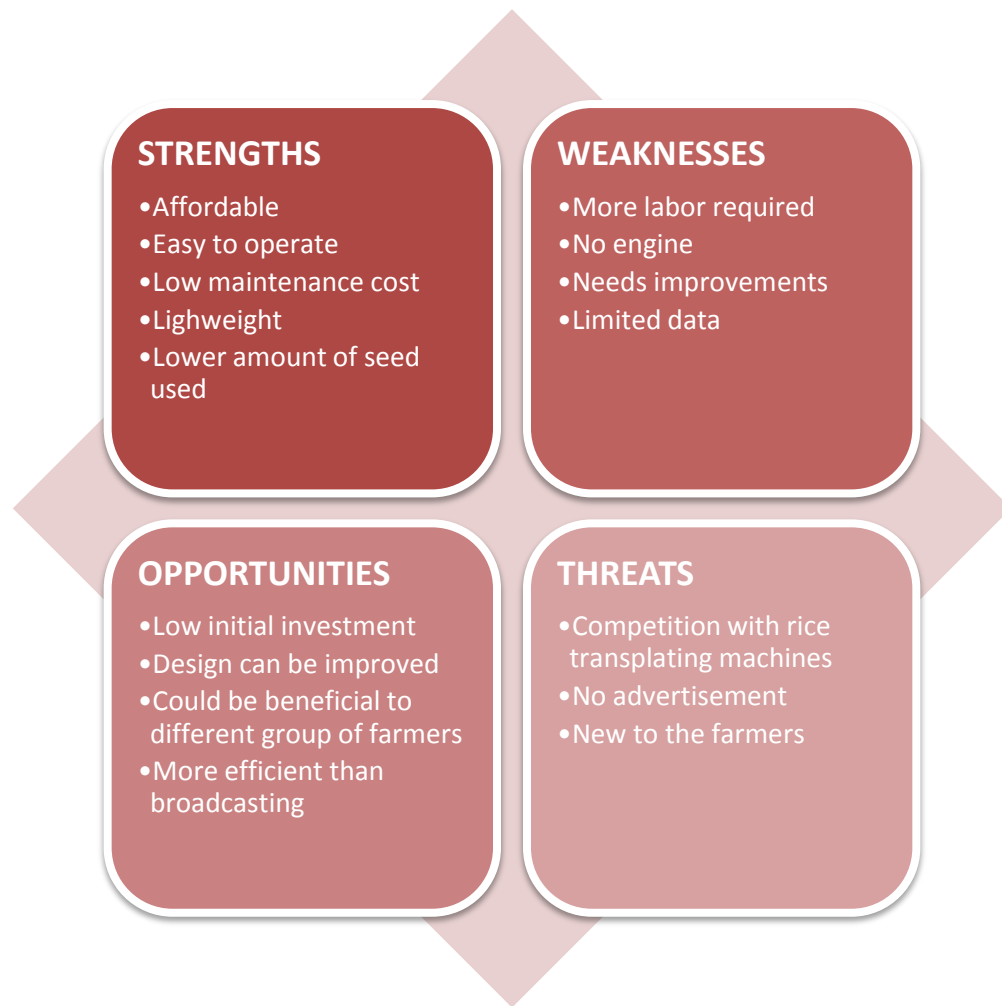 STRENGTHS
•Affordable
•Easy to operate
•Low maintenance cost
•Lighweight
•Lower amount of seed
used
WEAKNESSES
•More labor required
•No engine
•Needs improvements
•Limited data
OPPORTUNITIES
•Low initial investment
•Design can be improved
•Could be beneficial to
different group of farmers
•More efficient than
broadcasting
THREATS
•Competition with rice
transplating machines
•No advertisement
•New to the farmers